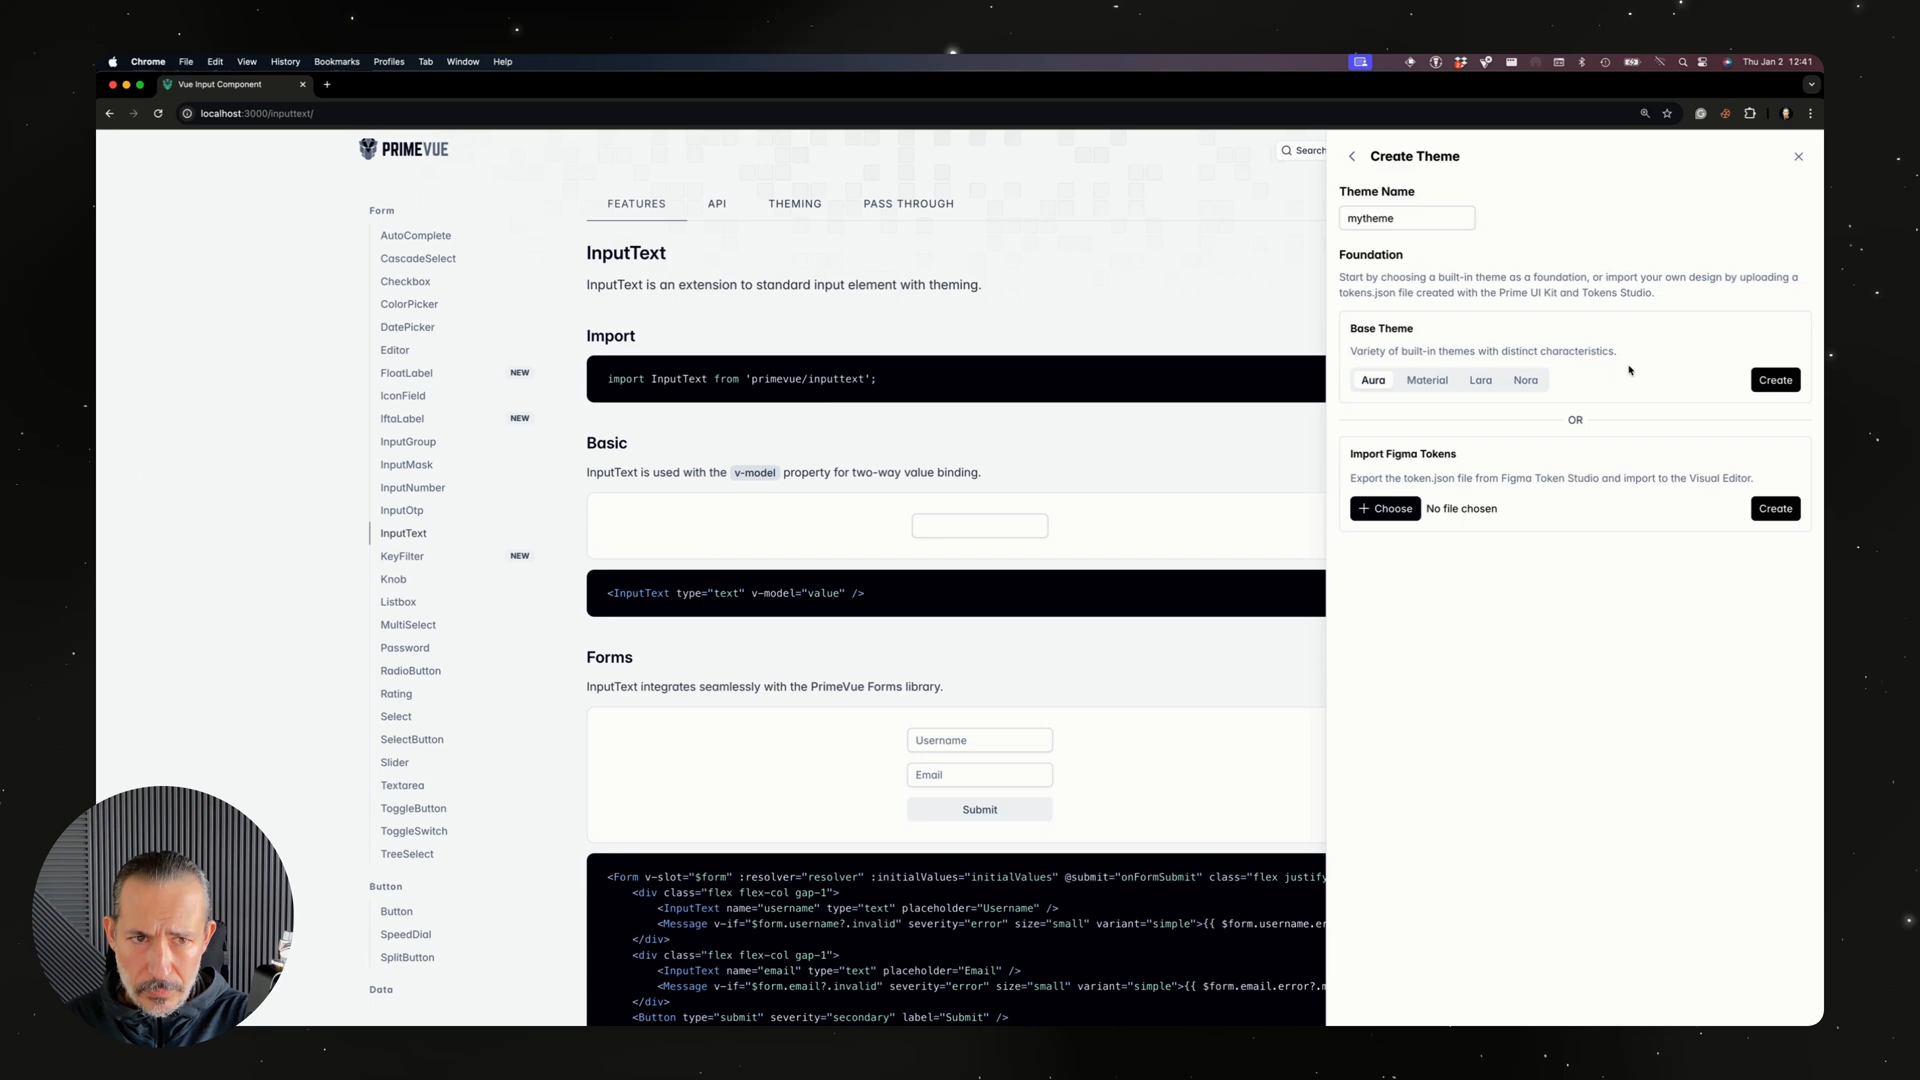 Chrome File Edit View History Bookmarks Profiles Tab Window Help
Thu Jan 2 12:41
Vue Input Component
localhost:3000/inputtext/
PRIMEVUE
Search
Form
AutoComplete
CascadeSelect
Checkbox
ColorPicker
DatePicker
Editor
FloatLabel NEW
IconField
IftaLabel NEW
InputGroup
InputMask
InputNumber
InputOtp
InputText
KeyFilter NEW
Knob
Listbox
MultiSelect
Password
RadioButton
Rating
Select
SelectButton
Slider
Textarea
ToggleButton
ToggleSwitch
TreeSelect
Button
Button
SpeedDial
SplitButton
Data
FEATURES API THEMING PASS THROUGH
InputText
InputText is an extension to standard input element with theming.
Import
import InputText from 'primevue/inputtext';
Basic
InputText is used with the v-model property for two-way value binding.
<InputText type="text" v-model="value" />
Forms
InputText integrates seamlessly with the PrimeVue Forms library.
Username
Email
Submit
<Form v-slot="$form" :resolver="resolver" :initialValues="initialValues" @submit="onFormSubmit" class="flex justify
<div class="flex flex-col gap-1">
<InputText name="username" type="text" placeholder="Username" />
<Message v-if="$form.username?.invalid" severity="error" size="small" variant="simple">{{ $form.username.er
</div>
<div class="flex flex-col gap-1">
<InputText name="email" type="text" placeholder="Email" />
<Message v-if="$form.email?.invalid" severity="error" size="small" variant="simple">{{ $form.email.error?.m
</div>
<Button type="submit" severity="secondary" label="Submit" />
Create Theme
Theme Name
mytheme
Foundation
Start by choosing a built-in theme as a foundation, or import your own design by uploading a
tokens.json file created with the Prime UI Kit and Tokens Studio.
Base Theme
Variety of built-in themes with distinct characteristics.
Aura Material Lara Nora Create
OR
Import Figma Tokens
Export the token.json file from Figma Token Studio and import to the Visual Editor.
+ Choose No file chosen Create